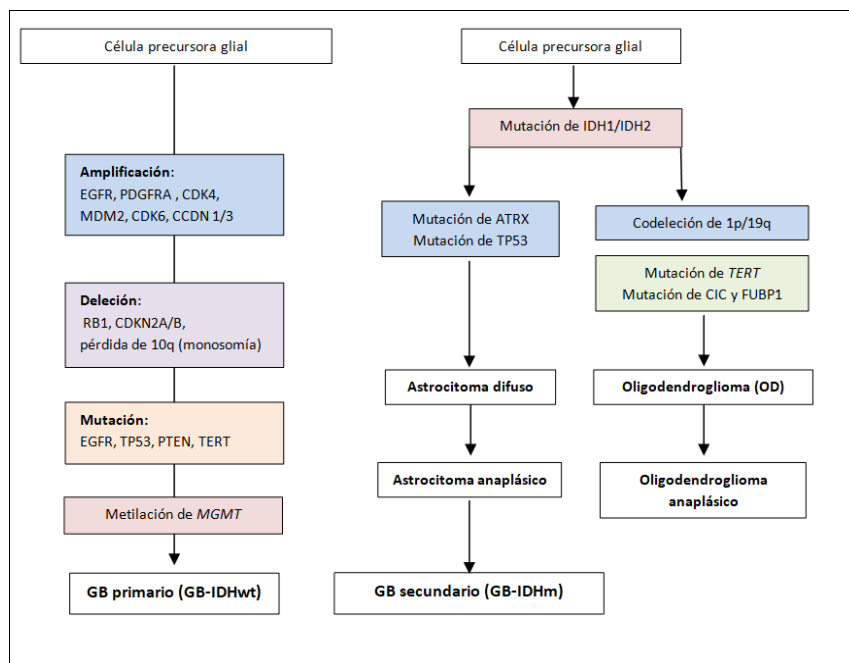 Célula precursora glial
Amplificación:
EGFR, PDGFRA , CDK4,
MDM2, CDK6, CCDN 1/3
Deleción:
RB1, CDKN2A/B,
pérdida de 10q (monosomía)
Mutación:
EGFR, TP53, PTEN, TERT
Metilación de MGMT
GB primario (GB-IDHwt)
Célula precursora glial
Mutación de IDH1/IDH2
Mutación de ATRX
Mutación de TP53
Astrocitoma difuso
Astrocitoma anaplásico
GB secundario (GB-IDHm)
Codeleción de 1p/19q
Mutación de TERT
Mutación de CIC y FUBP1
Oligodendroglioma (OD)
Oligodendroglioma
anaplásico